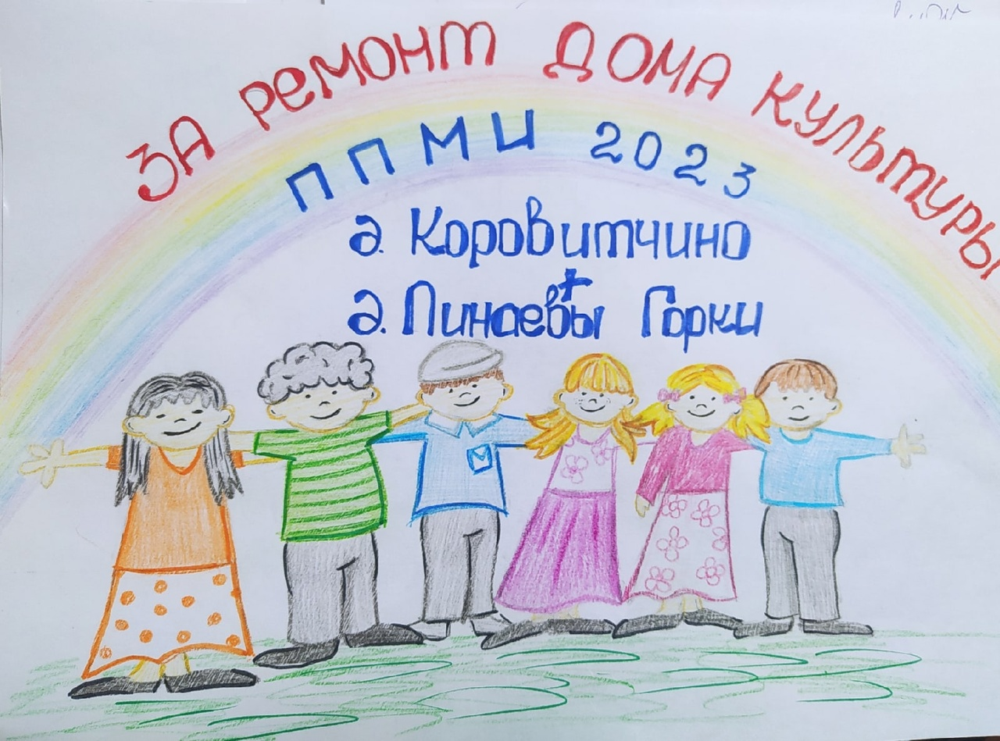 ЗА РЕМОНТ ДОМА КУЛЬТУРЫ
ППМИ 2023
д. Коровитчино
+
д. Пинаевы Горки